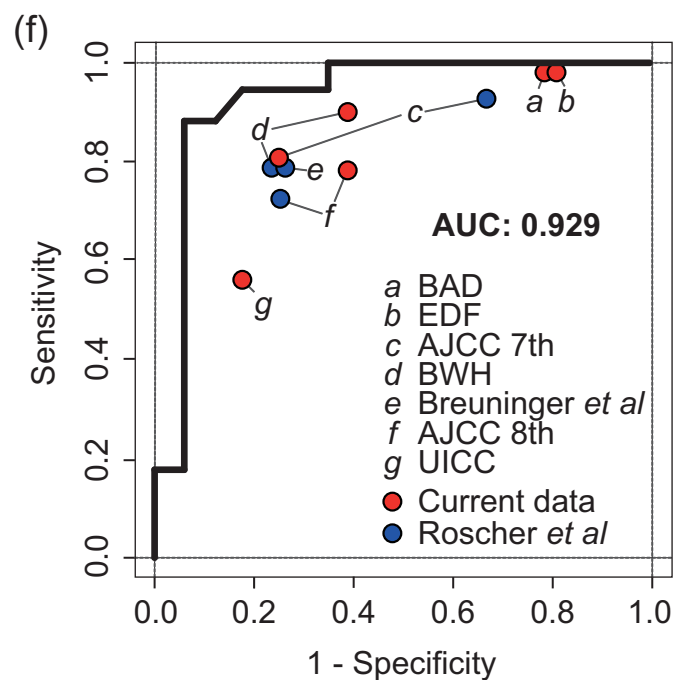 (f)
1.0
0.8
0.6
0.4
0.2
0.0
Sensitivity
d
c
a b
e
f
g
AUC: 0.929
a BAD
b EDF
c AJCC 7th
d BWH
e Breuninger et al
f AJCC 8th
g UICC
Current data
Roscher et al
0.0 0.2 0.4 0.6 0.8 1.0
1 - Specificity